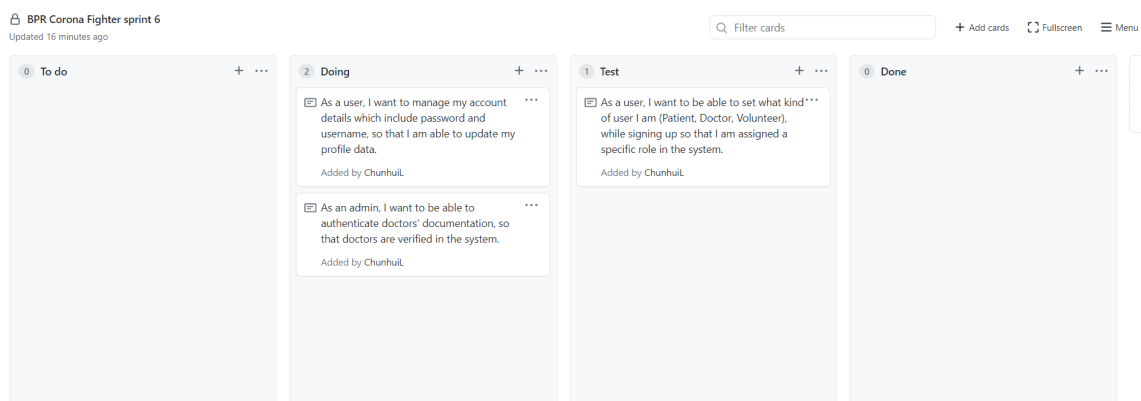 BPR Corona Fighter sprint 6
Updated 16 minutes ago
Filter cards
Add cards
Fullscreen
Menu
0 To do
2 Doing
As a user, I want to manage my account
details which include password and
username, so that I am able to update my
profile data.
Added by ChunhuiL
As an admin, I want to be able to
authenticate doctors' documentation, so
that doctors are verified in the system.
Added by ChunhuiL
1 Test
As a user, I want to be able to set what kind
of user I am (Patient, Doctor, Volunteer),
while signing up so that I am assigned a
specific role in the system.
Added by ChunhuiL
0 Done